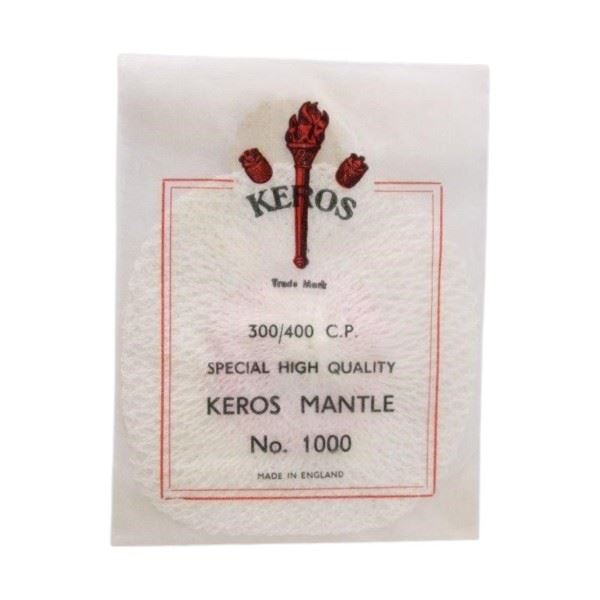 KEROS
Trade Mark
300/400 C.P.
SPECIAL HIGH QUALITY
KEROS MANTLE
No. 1000
MADE IN ENGLAND